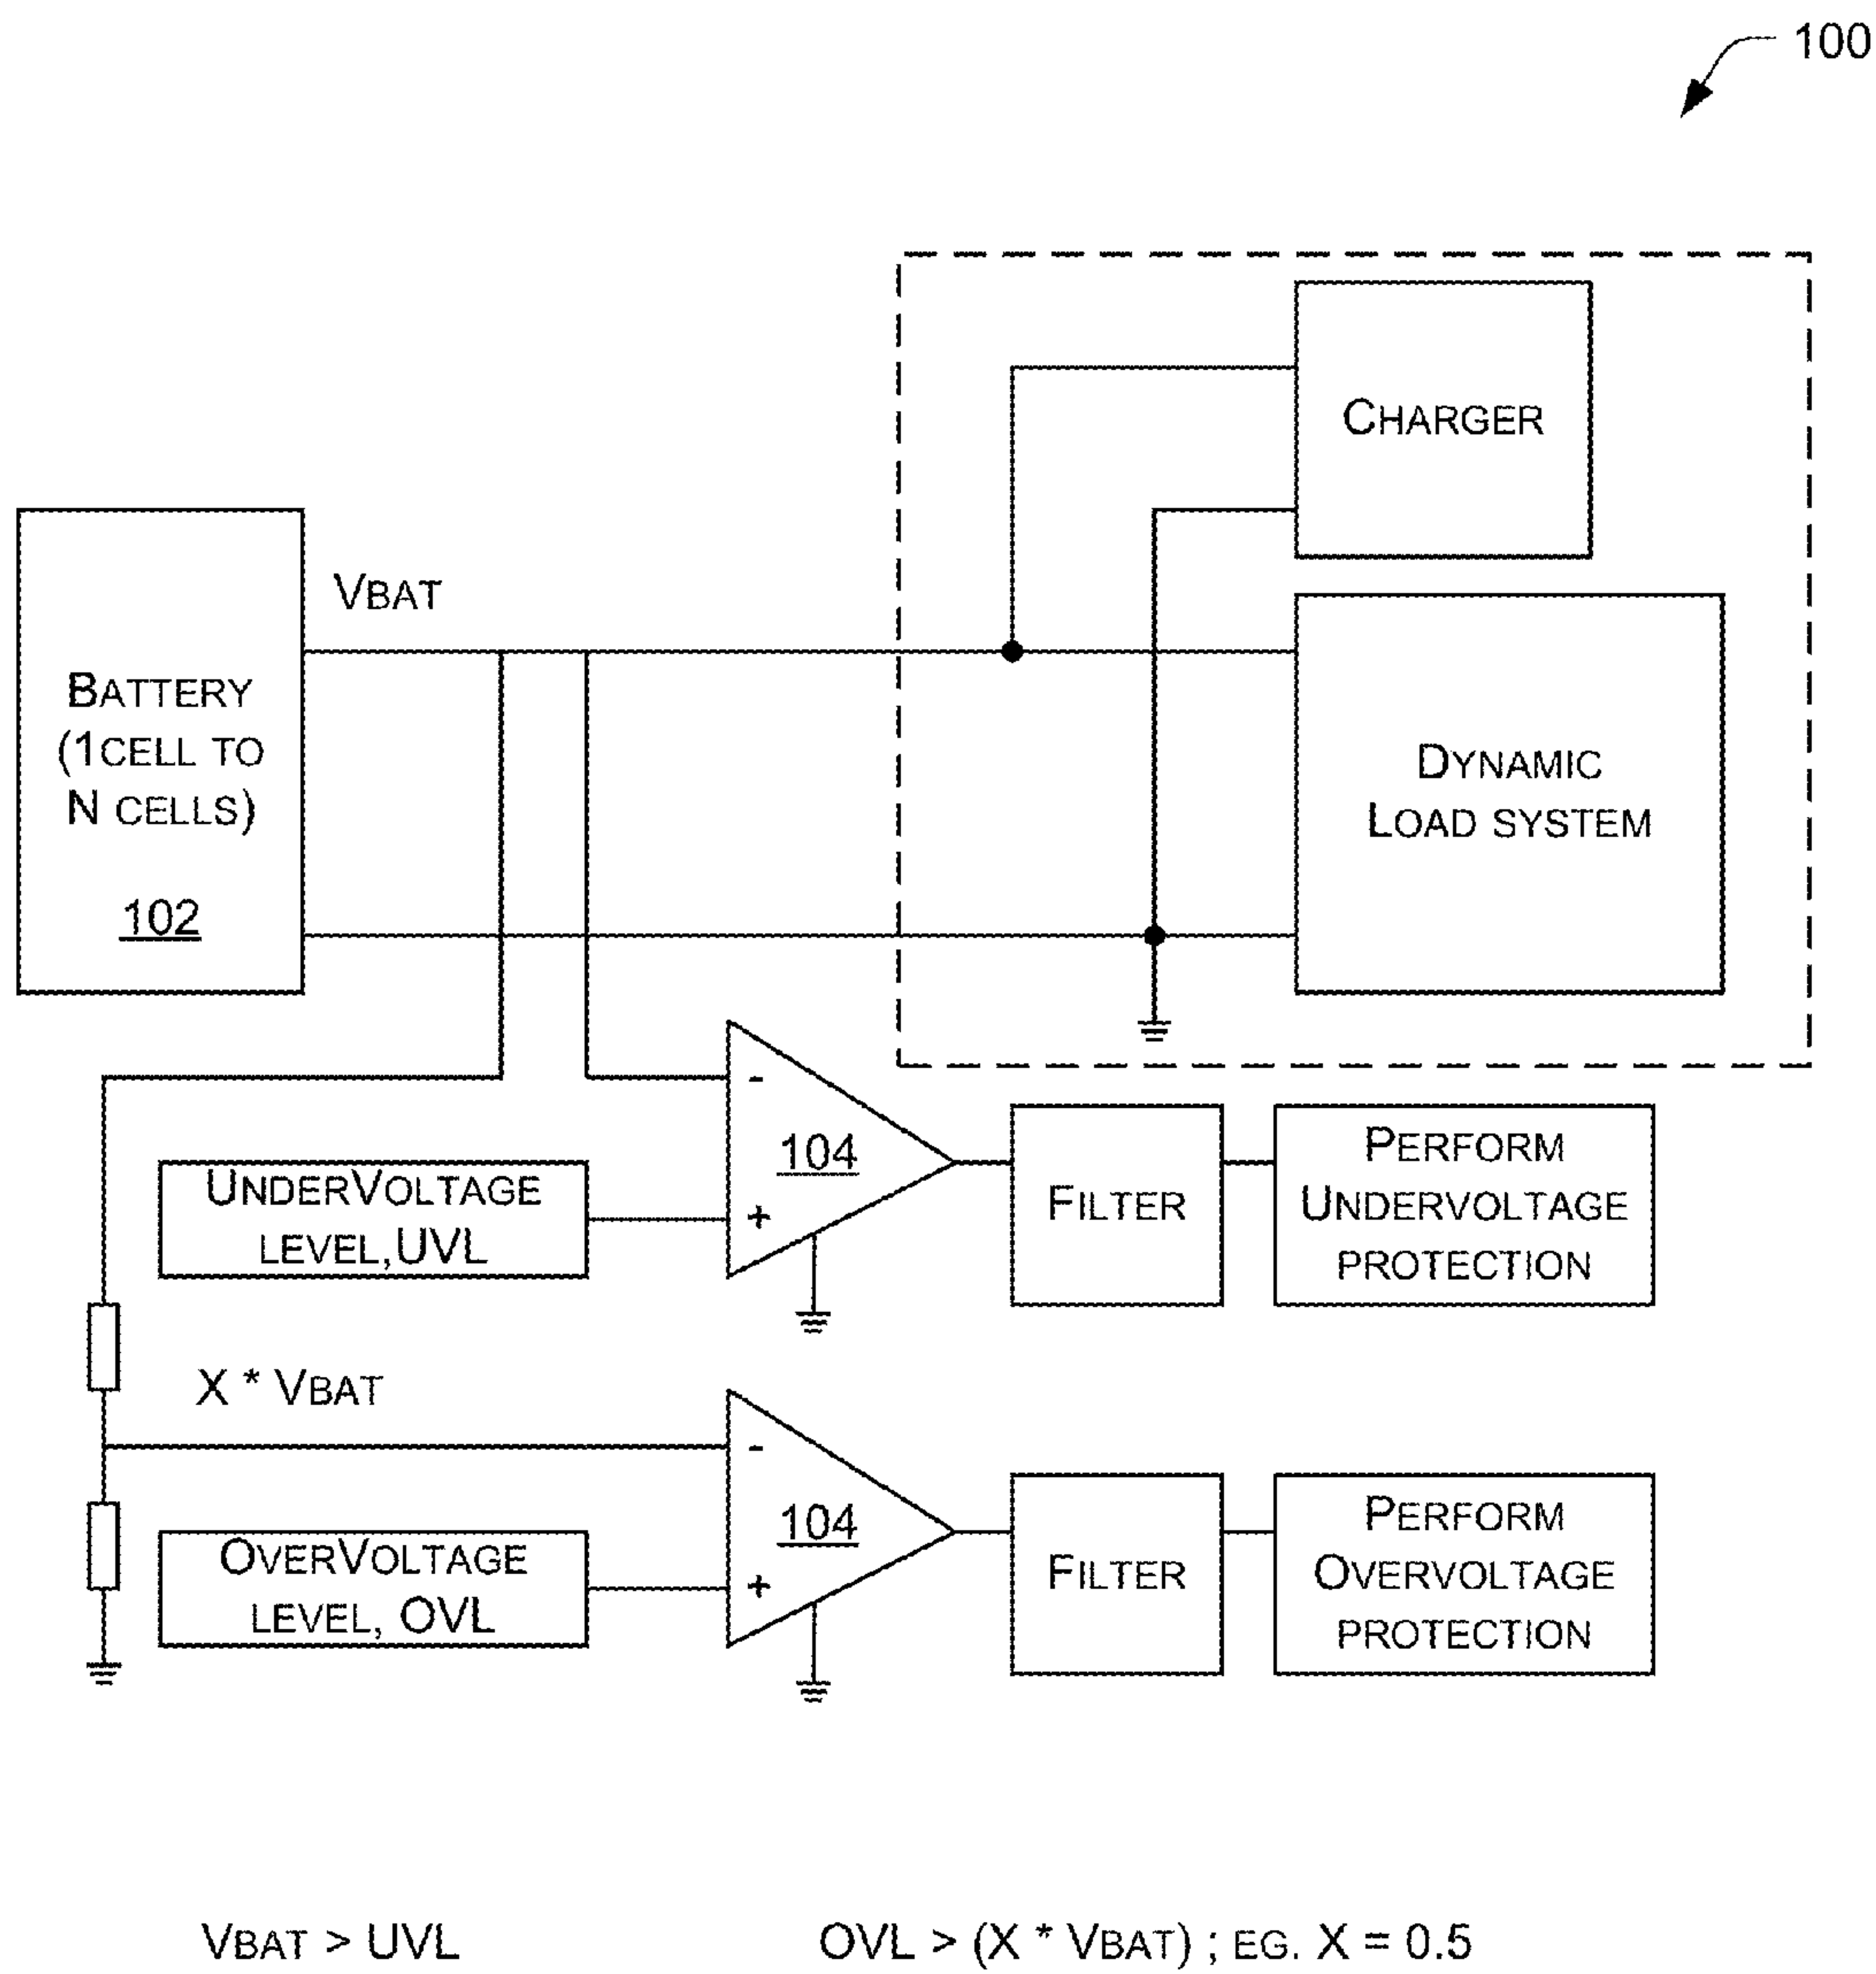 100
CHARGER
VBAT
BATTERY
(1CELL TO
N CELLS)
102
DYNAMIC
LOAD SYSTEM
-
104
+
UNDERVOLTAGE
LEVEL,UVL
FILTER
PERFORM
UNDERVOLTAGE
PROTECTION
X * VBAT
-
104
+
OVERVOLTAGE
LEVEL, OVL
FILTER
PERFORM
OVERVOLTAGE
PROTECTION
VBAT > UVL
OVL > (X * VBAT) ; EG. X = 0.5